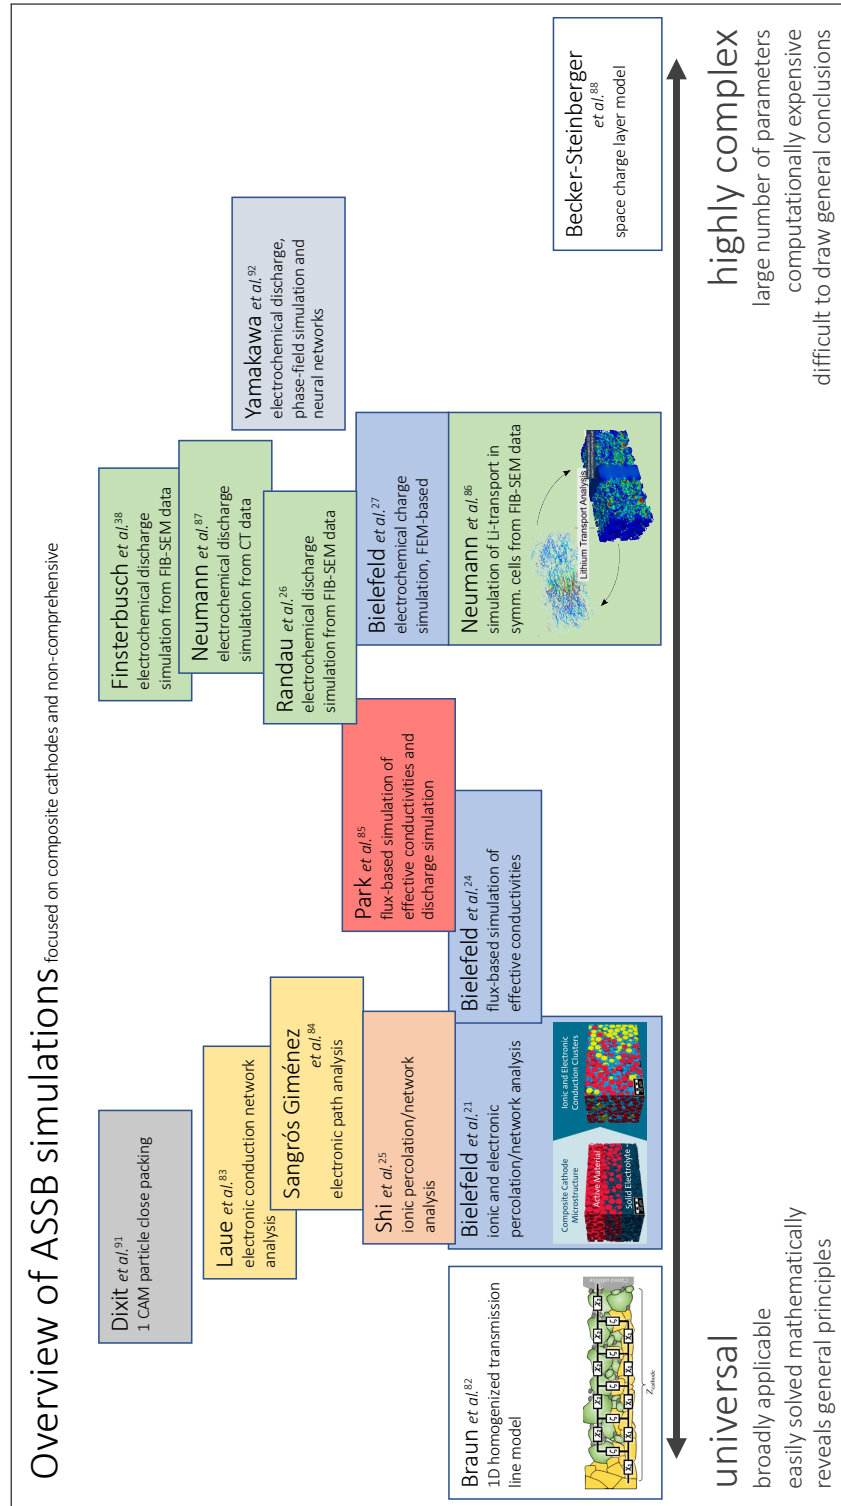 Overview of ASSB simulations focused on composite cathodes and non-comprehensive
Dixit et al.91
1 CAM particle close packing
Laue et al.83
electronic conduction network
analysis
Sangrós Giménez
et al.84
electronic path analysis
Shi et al.25
ionic percolation/network
analysis
Bielefeld et al.21
ionic and electronic
percolation/network analysis
Composite Cathode
Microstructure
Active Material
Solid Electrolyte
Ionic and Electronic
Conduction Clusters
Braun et al.82
1D homogenized transmission
line model
Current collector
Zcathode
Bielefeld et al.24
flux-based simulation of
effective conductivities
Park et al.85
flux-based simulation of
effective conductivities and
discharge simulation
Finsterbusch et al.38
electrochemical discharge
simulation from FIB-SEM data
Neumann et al.87
electrochemical discharge
simulation from CT data
Randau et al.26
electrochemical discharge
simulation from FIB-SEM data
Bielefeld et al.27
electrochemical charge
simulation, FEM-based
Neumann et al.86
simulation of Li-transport in
symm. cells from FIB-SEM data
Lithium Transport Analysis
Yamakawa et al.92
electrochemical discharge,
phase-field simulation and
neural networks
Becker-Steinberger
et al.88
space charge layer model
universal
broadly applicable
easily solved mathematically
reveals general principles
highly complex
large number of parameters
computationally expensive
difficult to draw general conclusions